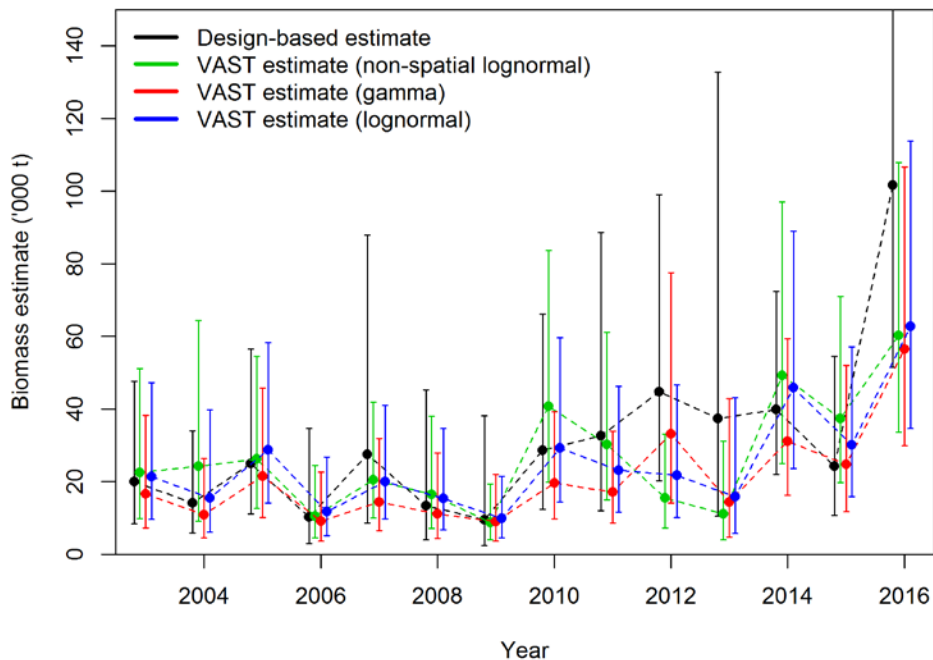 Design-based estimate
VAST estimate (non-spatial lognormal)
VAST estimate (gamma)
VAST estimate (lognormal)
Biomass estimate ('000 t)
140
120
100
80
60
40
20
0
2004 2006 2008 2010 2012 2014 2016
Year